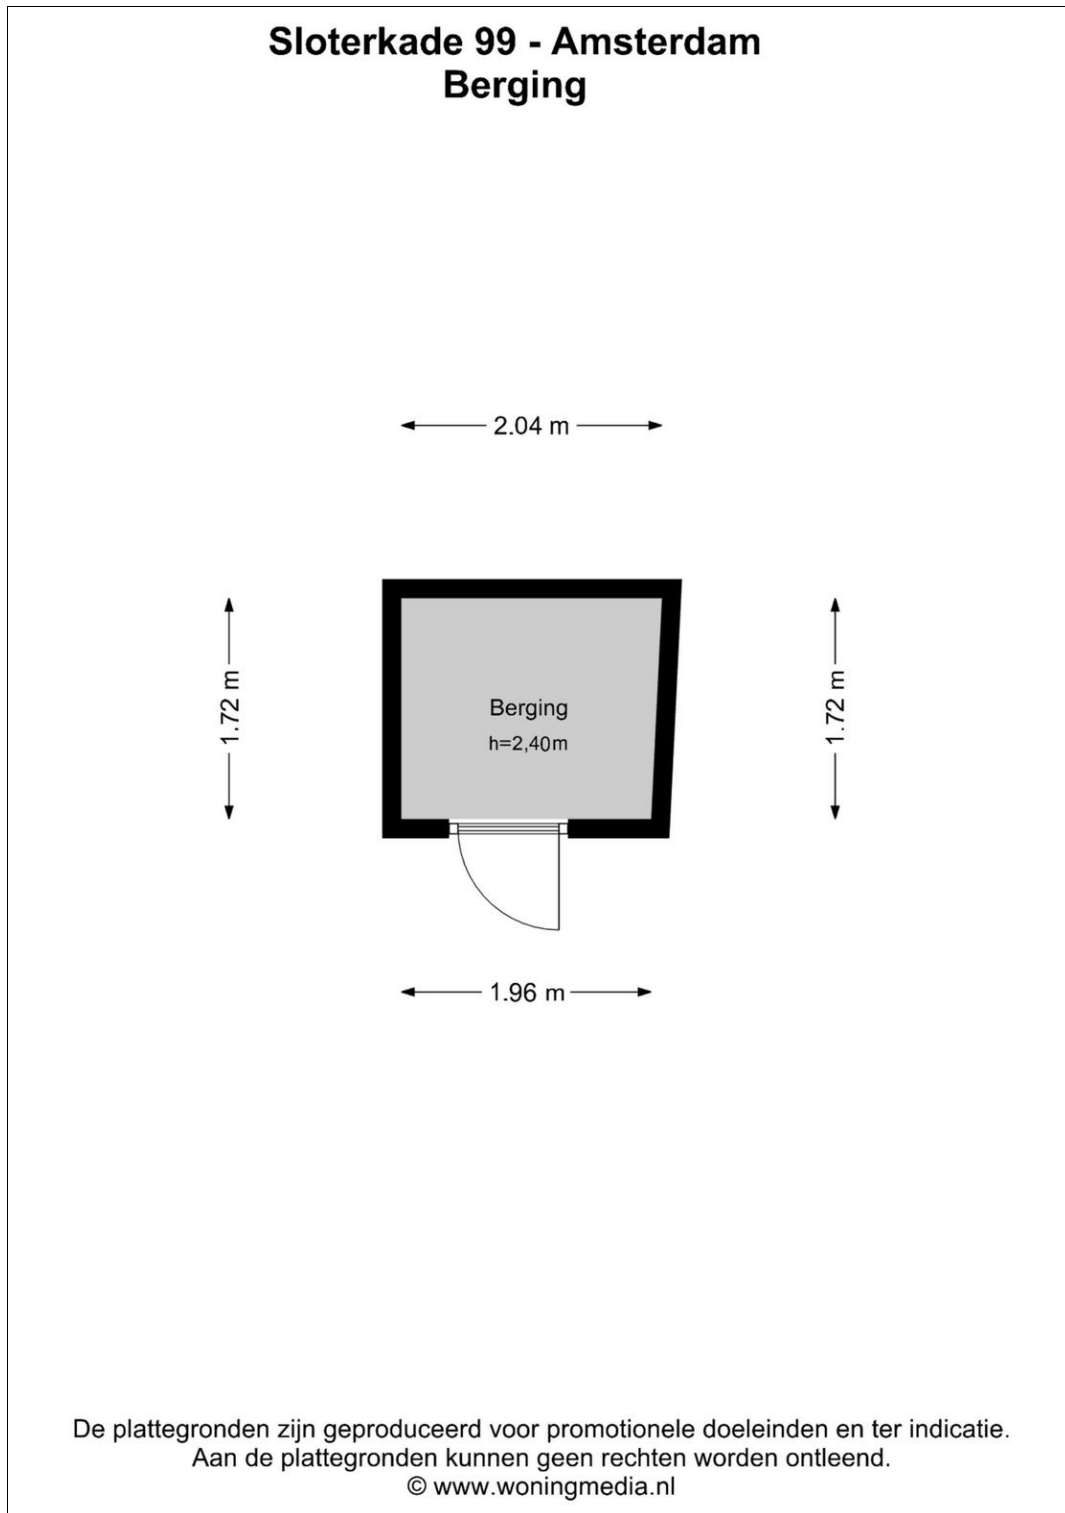 Sloterkade 99 - Amsterdam
Berging
2.04 m
1.72 m
1.72 m
Berging
h=2,40m
1.96 m
De plattegronden zijn geproduceerd voor promotionele doeleinden en ter indicatie.
Aan de plattegronden kunnen geen rechten worden ontleend.
© www.woningmedia.nl